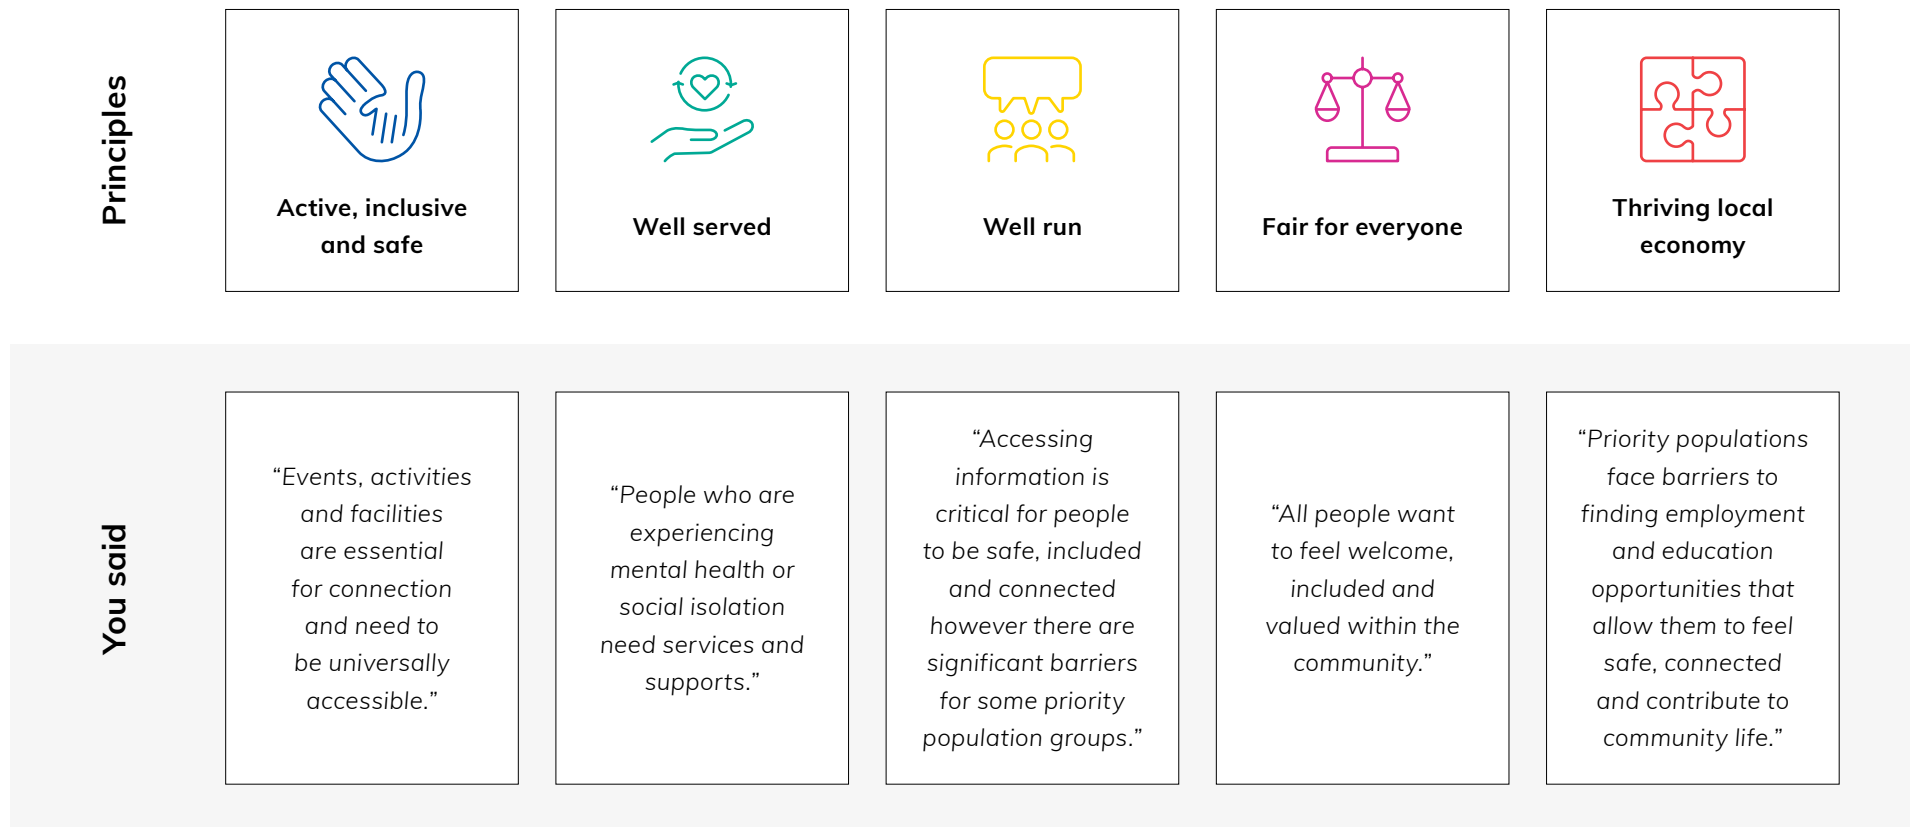 Principles
Active, inclusive
and safe
Well served
Well run
Fair for everyone
Thriving local
economy
You said
“Events, activities
and facilities
are essential
for connection
and need to
be universally
accessible.”
“People who are
experiencing
mental health or
social isolation
need services and
supports.”
“Accessing
information is
critical for people
to be safe, included
and connected
however there are
significant barriers
for some priority
population groups.”
“All people want
to feel welcome,
included and
valued within the
community.”
“Priority populations
face barriers to
finding employment
and education
opportunities that
allow them to feel
safe, connected
and contribute to
community life.”